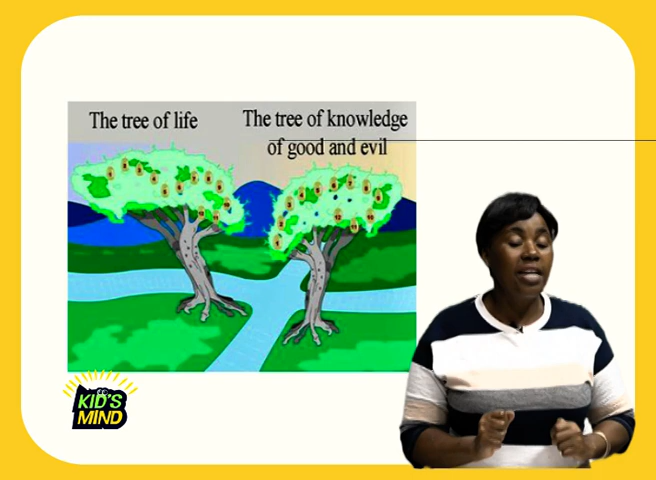 The tree of life
The tree of knowledge
of good and evil
KID'S
MIND